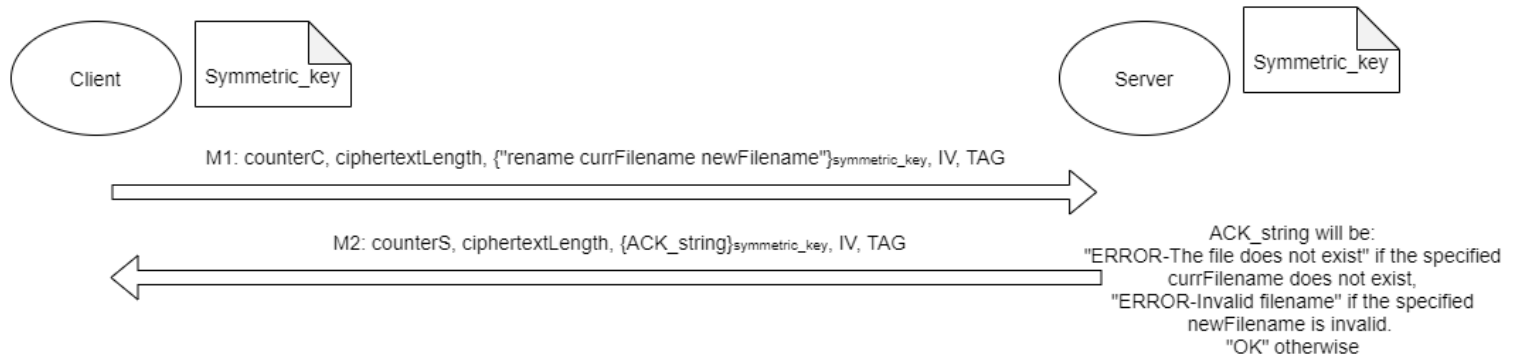 Client
Symmetric_key
Server
Symmetric_key
M1: counterC, ciphertextLength, {"rename currFilename newFilename"}symmetric_key, IV, TAG
M2: counterS, ciphertextLength, {ACK_string}symmetric_key, IV, TAG
ACK_string will be:
"ERROR-The file does not exist" if the specified
currFilename does not exist,
"ERROR-Invalid filename" if the specified
newFilename is invalid.
"OK" otherwise